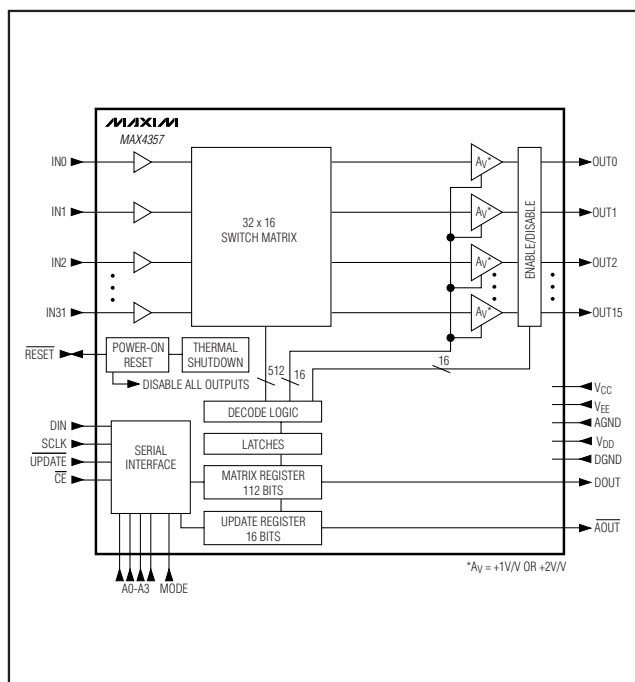 MAXIM
MAX4357
IN0
IN1
IN2
IN31
32 x 16
SWITCH MATRIX
AV*
AV*
AV*
AV*
ENABLE/DISABLE
OUT0
OUT1
OUT2
OUT15
RESET
POWER-ON
RESET
THERMAL
SHUTDOWN
DISABLE ALL OUTPUTS
512
16
16
DECODE LOGIC
LATCHES
MATRIX REGISTER
112 BITS
UPDATE REGISTER
16 BITS
DIN
SCLK
UPDATE
CE
SERIAL
INTERFACE
A0-A3
MODE
VCC
VEE
AGND
VDD
DGND
DOUT
AOUT
*AV = +1V/V OR +2V/V